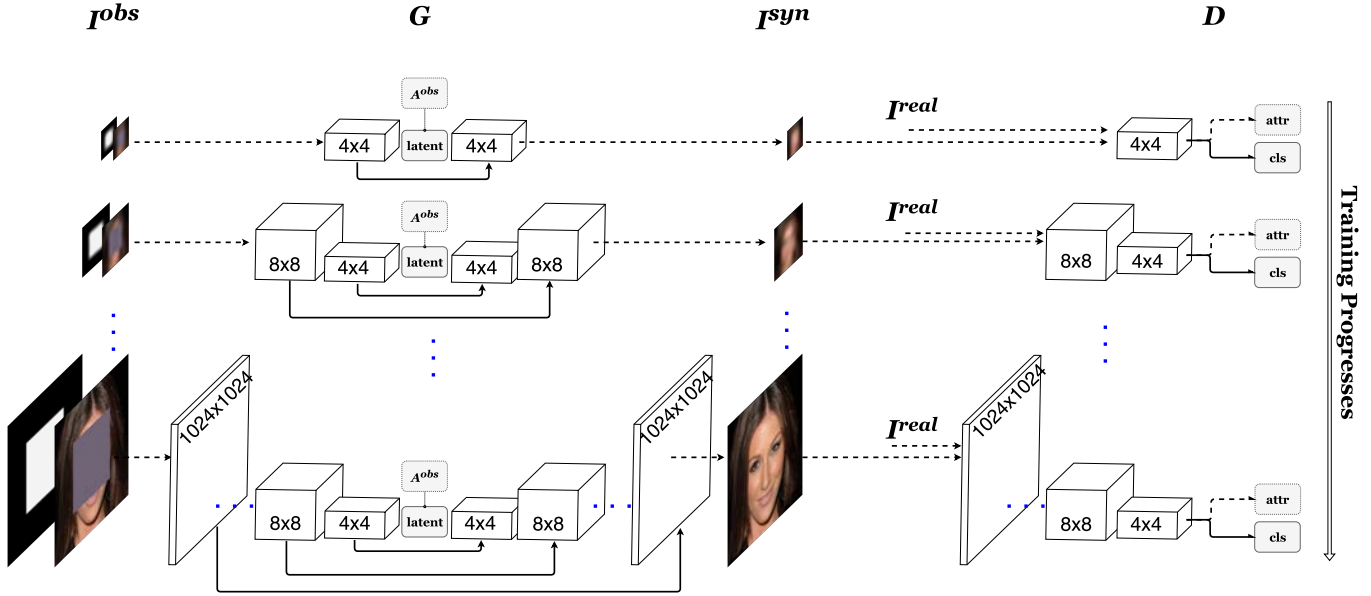 I^obs G I^syn D
A^obs
I^real
4x4 latent 4x4
4x4
attr
cls
A^obs
I^real
8x8 4x4 latent 4x4 8x8
8x8 4x4
attr
cls
Training Progresses
1024x1024 1024x1024 1024x1024
I^real
A^obs
8x8 4x4 latent 4x4 8x8
8x8 4x4
attr
cls